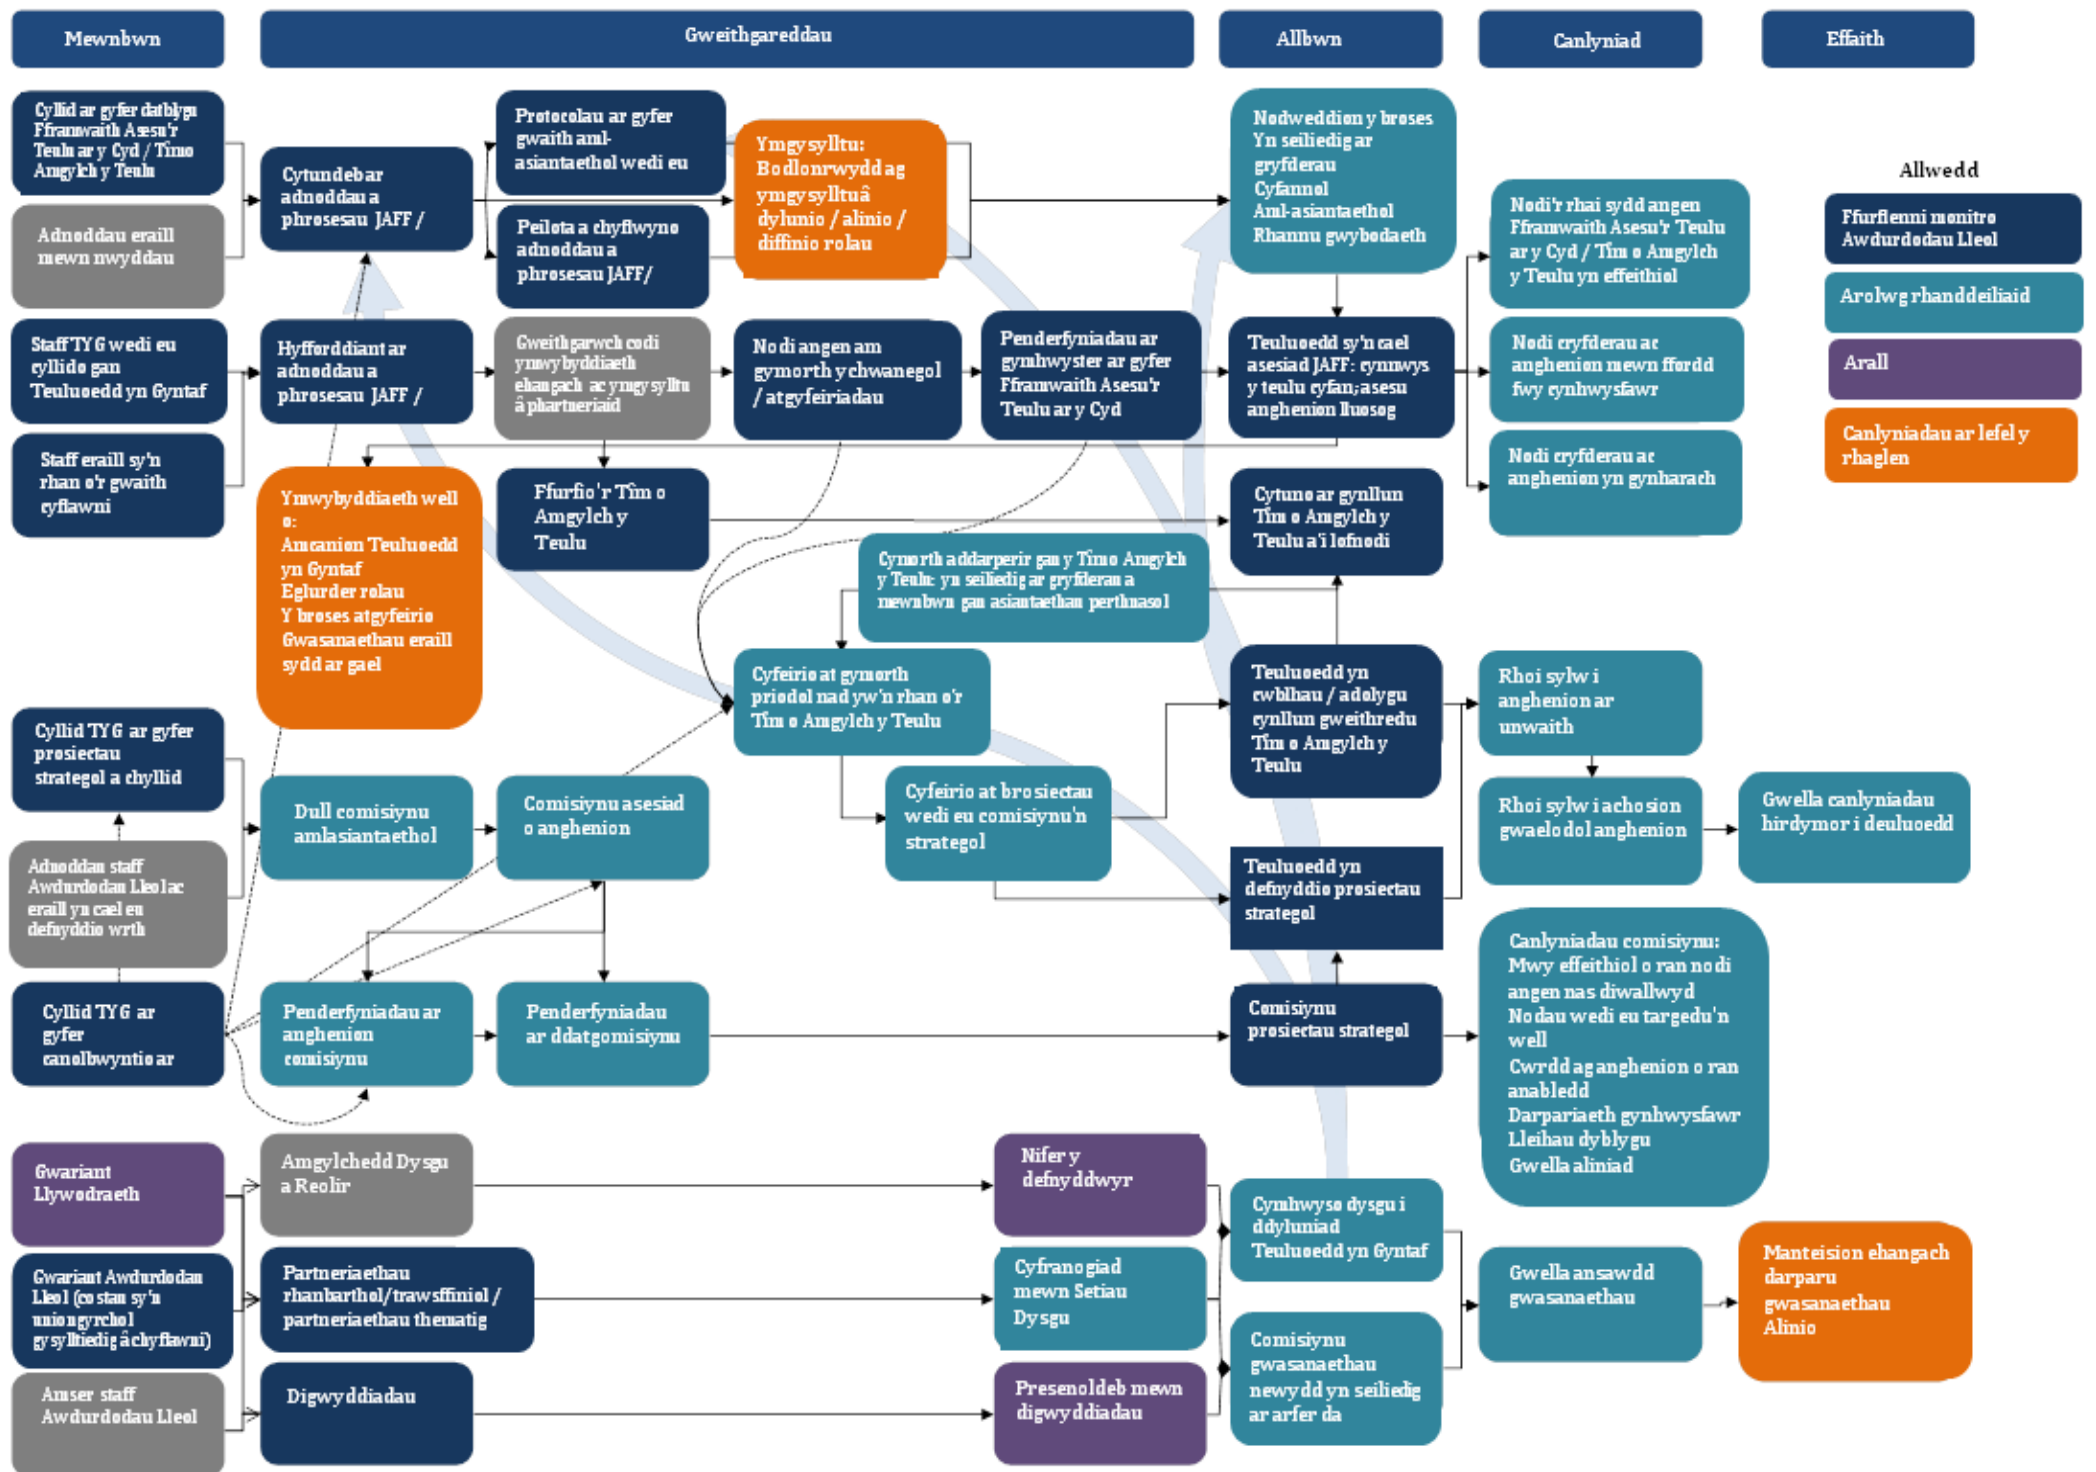 Mewnbwn
Gweithgareddau
Allbwn
Canlyniad
Effaith
Cyllid ar gyfer datblygu
Fframwaith Asesu'r
Teulu ar y Cyd / Tîm o
Amgylch y Teulu
Adnoddau eraill
mewn nwyddau
Cytundeb ar
adnoddau a
phrosesau JAFF /
Protocolau ar gyfer
gwaith aml-
asiantaethol wedi eu
Peilota a chyflwyno
adnoddau a
phrosesau JAFF/
Ymgysylltu:
Bodlonrwydd ag
ymgysylltu â
dylunio / alinio /
diffinio rolau
Nodweddion y broses
Yn seiliedig ar
gryfderau
Cyfannol
Aml-asiantaethol
Rhannu gwybodaeth
Nodi'r rhai sydd angen
Fframwaith Asesu'r Teulu
ar y Cyd / Tîm o Amgylch
y Teulu yn effeithiol
Allwedd
Ffurflenni monitro
Awdurdodau Lleol
Arolwg rhanddeiliaid
Arall
Canlyniadau ar lefel y
rhaglen
Staff TYG wedi eu
cyllido gan
Teuluoedd yn Gyntaf
Staff eraill sy'n
rhan o'r gwaith
cyflawni
Hyfforddiant ar
adnoddau a
phrosesau JAFF /
Gweithgarwch codi
ymwybyddiaeth
ehangach ac ymgysylltu
â phartneriaid
Nodi angen am
gymorth ychwanegol
/ atgyfeiriadau
Penderfyniadau ar
gymhwyster ar gyfer
Fframwaith Asesu'r
Teulu ar y Cyd
Teuluoedd sy'n cael
asesiad JAFF: cynnwys
y teulu cyfan; asesu
anghenion lluosog
Nodi cryfderau ac
anghenion mewn ffordd
fwy cynhwysfawr
Nodi cryfderau ac
anghenion yn gynharach
Ymwybyddiaeth well
o:
Amcanion Teuluoedd
yn Gyntaf
Eglurder rolau
Y broses atgyfeirio
Gwasanaethau eraill
sydd ar gael
Ffurfio'r Tîm o
Amgylch y
Teulu
Cytuno ar gynllun
Tîm o Amgylch y
Teulu a'i lofnodi
Cymorth a ddarperir gan y Tîm o Amgylch
y Teulu: yn seiliedig ar gryfderau a
mewnbwn gan asiantaethau perthnasol
Cyfeirio at gymorth
priodol nad yw'n rhan o'r
Tîm o Amgylch y Teulu
Teuluoedd yn
cwblhau / adolygu
cynllun gweithredu
Tîm o Amgylch y
Teulu
Rhoi sylw i
anghenion ar
unwaith
Cyllid TYG ar gyfer
prosiectau
strategol a chyllid
Dull comisiynu
amlasiantaethol
Comisiynu asesiad
o anghenion
Cyfeirio at brosiectau
wedi eu comisiynu'n
strategol
Rhoi sylw i achosion
gwaelodol anghenion
Gwella canlyniadau
hirdymor i deuluoedd
Adnoddau staff
Awdurdodau Lleol ac
eraill yn cael eu
defnyddio wrth
Teuluoedd yn
defnyddio prosiectau
strategol
Cyllid TYG ar
gyfer
canolbwyntio ar
Penderfyniadau ar
anghenion
comisiynu
Penderfyniadau
ar ddatgomisiynu
Comisiynu
prosiectau strategol
Canlyniadau comisiynu:
Mwy effeithiol o ran nodi
angen nas diwallwyd
Nodau wedi eu targedu'n
well
Cwrdd ag anghenion o ran
anabledd
Darpariaeth gynhwysfawr
Lleihau dyblygu
Gwella aliniad
Gwariant
Llywodraeth
Amgylchedd Dysgu
a Reolir
Nifer y
defnyddwyr
Cymhwyso dysgu i
ddyluniad
Teuluoedd yn Gyntaf
Gwariant Awdurdodau
Lleol (costau sy'n
uniongyrchol
gysylltiedig â chyflawni)
Partneriaethau
rhanbarthol/trawsffiniol /
partneriaethau thematig
Cyfranogiad
mewn Setiau
Dysgu
Gwella ansawdd
gwasanaethau
Manteision ehangach
darparu
gwasanaethau
Alinio
Amser staff
Awdurdodau Lleol
Digwyddiadau
Presenoldeb mewn
digwyddiadau
Comisiynu
gwasanaethau
newydd yn seiliedig
ar arfer da